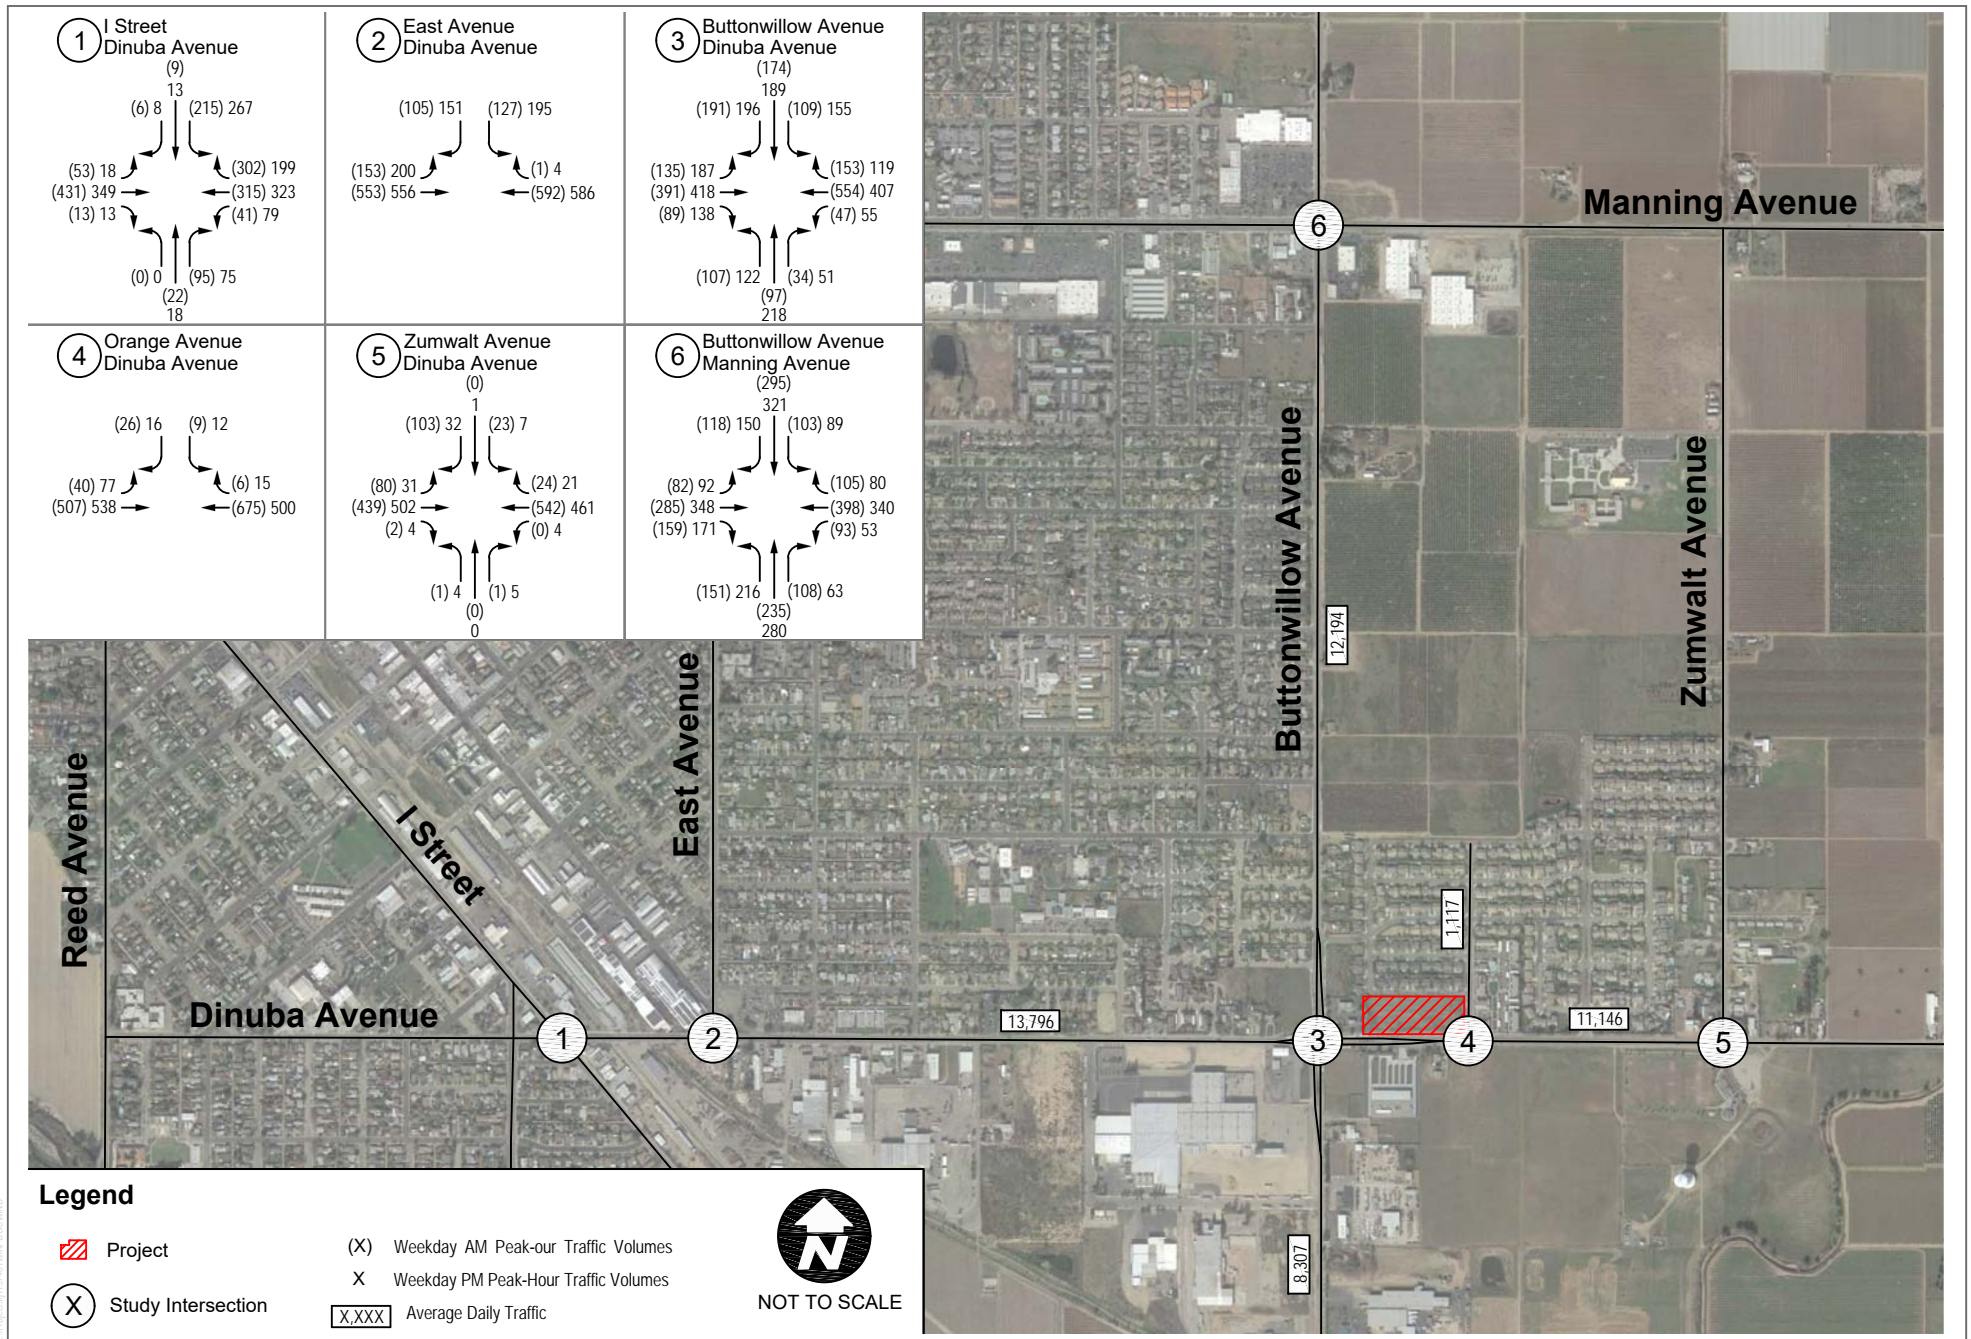 1 I Street
Dinuba Avenue
(9)
13
(6) 8 (215) 267
(53) 18 (302) 199
(431) 349 (315) 323
(13) 13 (41) 79
(0) 0 (95) 75
(22)
18
2 East Avenue
Dinuba Avenue
(105) 151 (127) 195
(153) 200 (1) 4
(553) 556 (592) 586
3 Buttonwillow Avenue
Dinuba Avenue
(174)
189
(191) 196 (109) 155
(135) 187 (153) 119
(391) 418 (554) 407
(89) 138 (47) 55
(107) 122 (34) 51
(97)
218
4 Orange Avenue
Dinuba Avenue
(26) 16 (9) 12
(40) 77 (6) 15
(507) 538 (675) 500
5 Zumwalt Avenue
Dinuba Avenue
(0)
1
(103) 32 (23) 7
(80) 31 (24) 21
(439) 502 (542) 461
(2) 4 (0) 4
(1) 4 (1) 5
(0)
0
6 Buttonwillow Avenue
Manning Avenue
(295)
321
(118) 150 (103) 89
(82) 92 (105) 80
(285) 348 (398) 340
(159) 171 (93) 53
(151) 216 (108) 63
(235)
280
Manning Avenue
6
Buttonwillow Avenue
12,194
Zumwalt Avenue
East Avenue
Reed Avenue
I Street
1,117
Dinuba Avenue
13,796
11,146
1
2
3
4
5
8,307
Legend
Project
X Study Intersection
(X) Weekday AM Peak-our Traffic Volumes
X Weekday PM Peak-Hour Traffic Volumes
X,XXX Average Daily Traffic
N
NOT TO SCALE